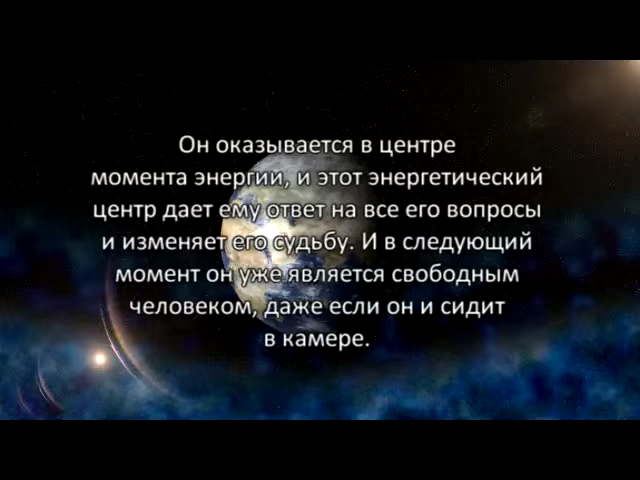 Он оказывается в центре
момента энергии, и этот энергетический
центр дает ему ответ на все его вопросы
и изменяет его судьбу. И в следующий
момент он уже является свободным
человеком, даже если он и сидит
в камере.